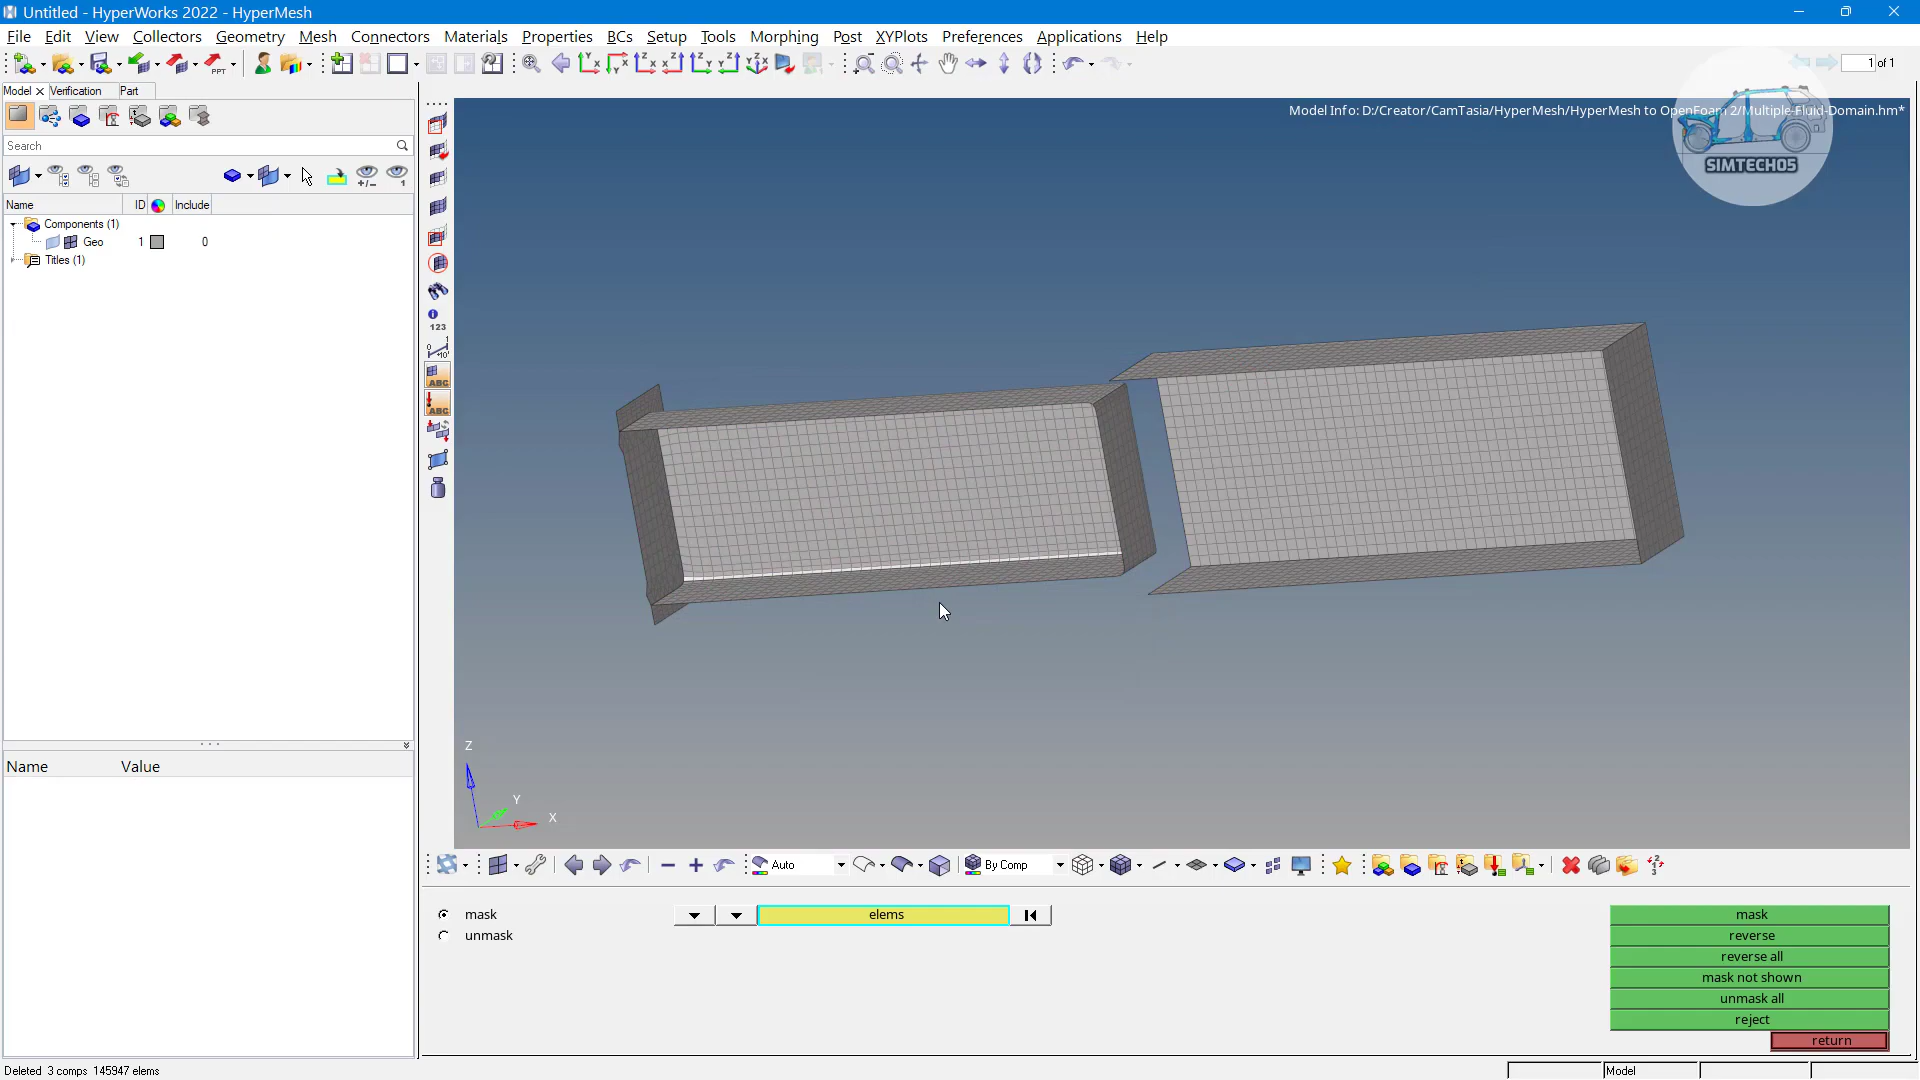 Untitled - HyperWorks 2022 - HyperMesh
File Edit View Collectors Geometry Mesh Connectors Materials Properties BCs Setup Tools Morphing Post XYPlots Preferences Applications Help
1 of 1
Model Verification Part
Model Info: D:/Creator/CamTasia/HyperMesh/HyperMesh to OpenFoam 2/Multiple-Fluid-Domain.hm*
SIMTECH05
Search
Name ID Include
Components (1)
Geo 1 0
Titles (1)
123
ABC
ABC
Name Value
Z
Y
X
Auto By Comp
mask elems mask
unmask reverse
reverse all
mask not shown
unmask all
reject
return
Deleted 3 comps 145947 elems Model